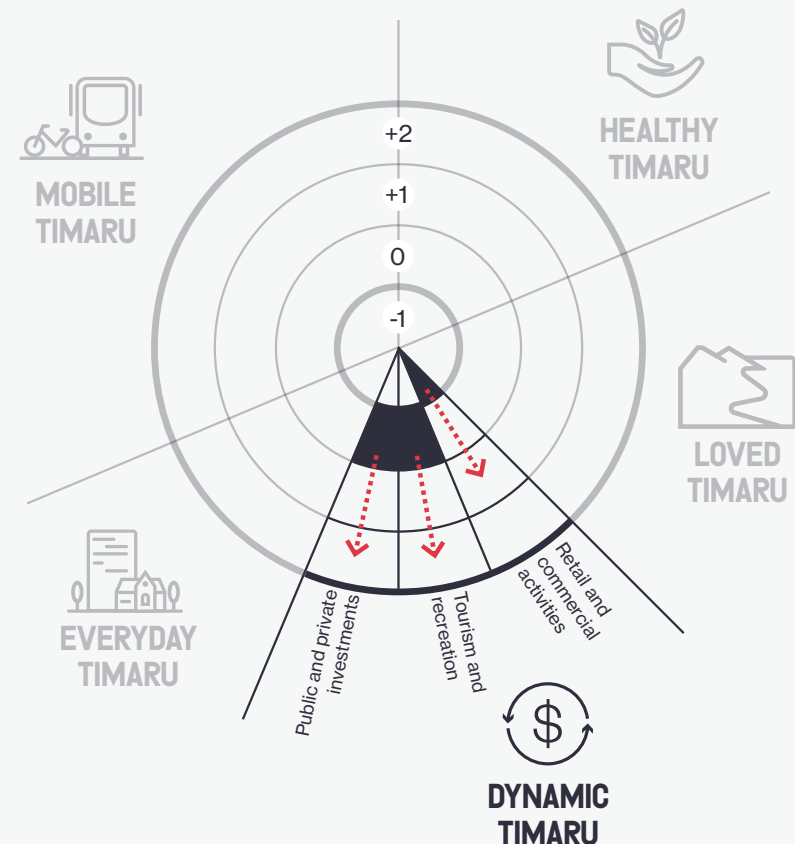 HEALTHY
TIMARU
MOBILE
TIMARU
+2
+1
0
-1
LOVED
TIMARU
EVERYDAY
TIMARU
Public and private
investments
Tourism and
recreation
Retail and
commercial
activities
$
DYNAMIC
TIMARU